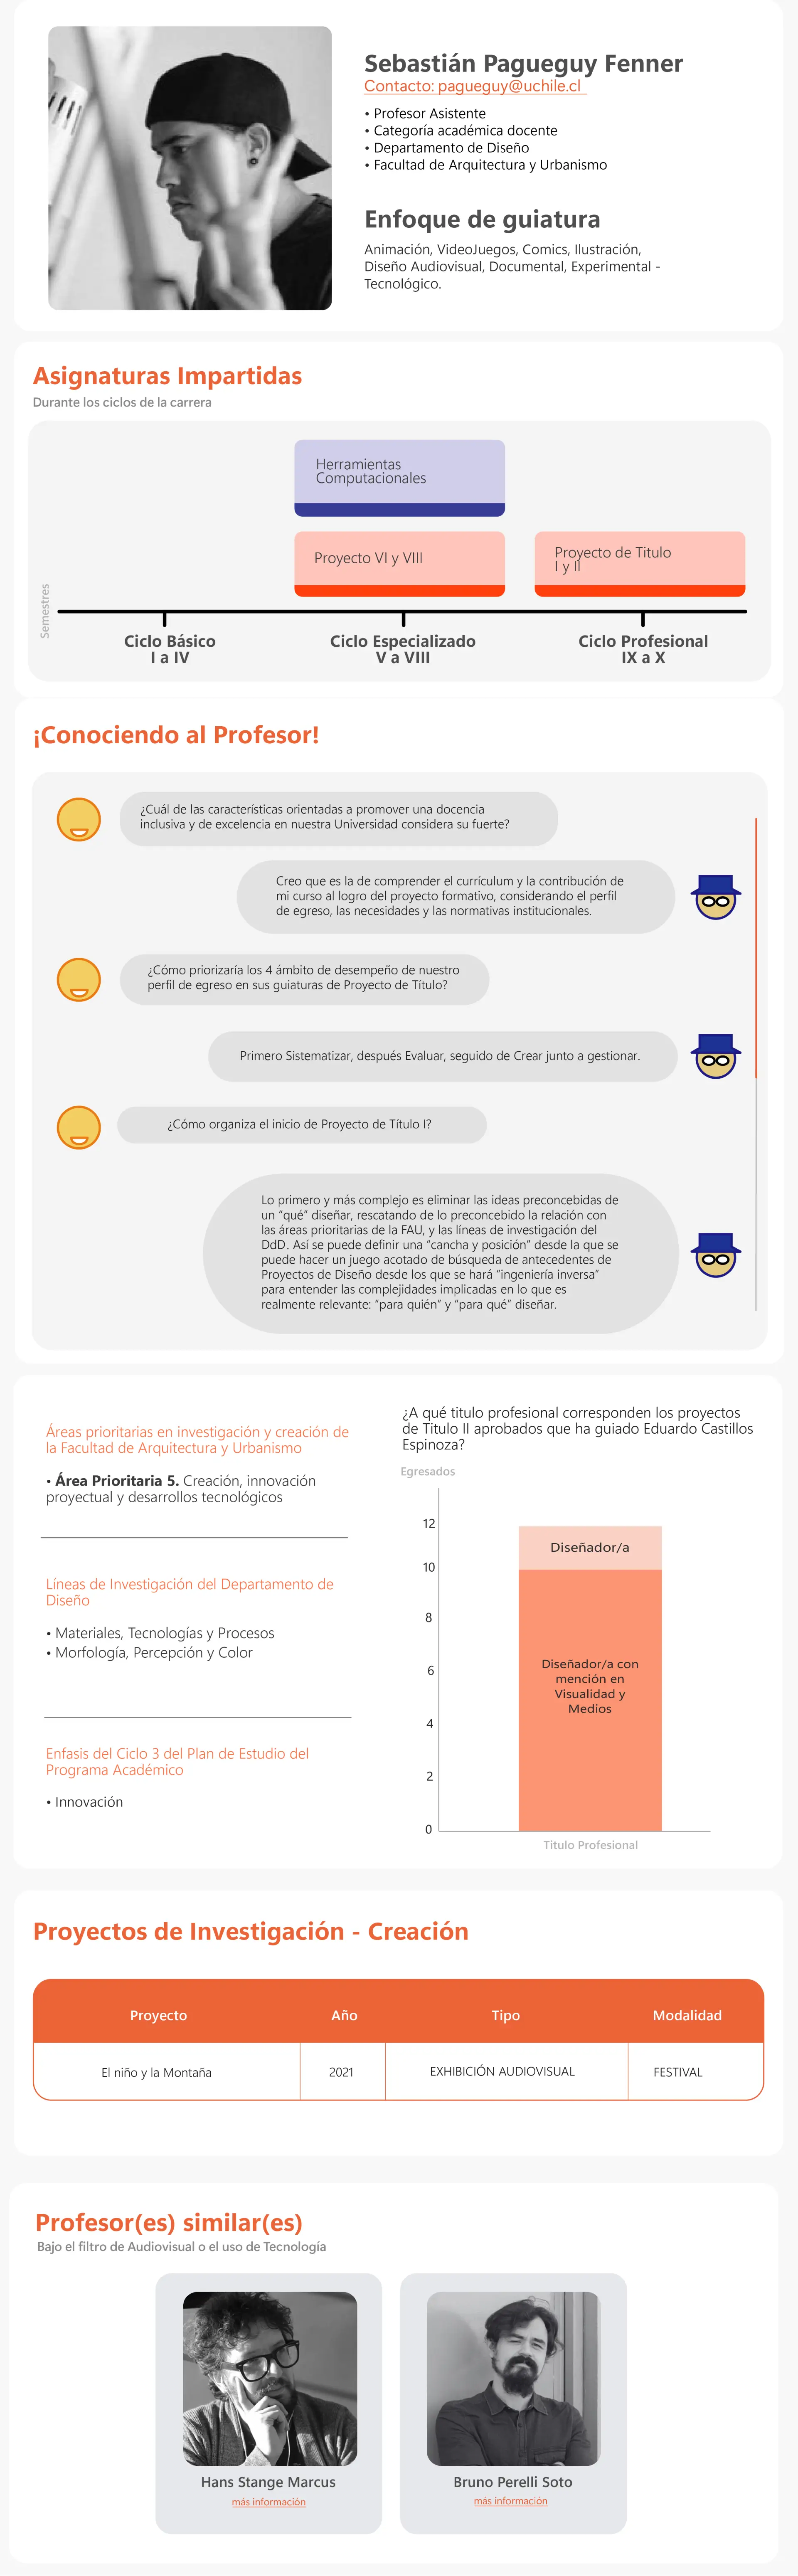 Sebastián Pagueguy Fenner
Contacto: pagueguy@uchile.cl
• Profesor Asistente
• Categoría académica docente
• Departamento de Diseño
• Facultad de Arquitectura y Urbanismo
Enfoque de guiatura
Animación, VideoJuegos, Comics, Ilustración,
Diseño Audiovisual, Documental, Experimental -
Tecnológico.
Asignaturas Impartidas
Durante los ciclos de la carrera
Herramientas
Computacionales
Proyecto VI y VIII
Proyecto de Titulo
I y II
Semestres
Ciclo Básico
I a IV
Ciclo Especializado
V a VIII
Ciclo Profesional
IX a X
¡Conociendo al Profesor!
¿Cuál de las características orientadas a promover una docencia
inclusiva y de excelencia en nuestra Universidad considera su fuerte?
Creo que es la de comprender el currículum y la contribución de
mi curso al logro del proyecto formativo, considerando el perfil
de egreso, las necesidades y las normativas institucionales.
¿Cómo priorizaría los 4 ámbito de desempeño de nuestro
perfil de egreso en sus guiaturas de Proyecto de Título?
Primero Sistematizar, después Evaluar, seguido de Crear junto a gestionar.
¿Cómo organiza el inicio de Proyecto de Título I?
Lo primero y más complejo es eliminar las ideas preconcebidas de
un “qué” diseñar, rescatando de lo preconcebido la relación con
las áreas prioritarias de la FAU, y las líneas de investigación del
DdD. Así se puede definir una “cancha y posición” desde la que se
puede hacer un juego acotado de búsqueda de antecedentes de
Proyectos de Diseño desde los que se hará “ingeniería inversa”
para entender las complejidades implicadas en lo que es
realmente relevante: “para quién” y “para qué” diseñar.
Áreas prioritarias en investigación y creación de
la Facultad de Arquitectura y Urbanismo
• Área Prioritaria 5. Creación, innovación
proyectual y desarrollos tecnológicos
Líneas de Investigación del Departamento de
Diseño
• Materiales, Tecnologías y Procesos
• Morfología, Percepción y Color
Enfasis del Ciclo 3 del Plan de Estudio del
Programa Académico
• Innovación
¿A qué titulo profesional corresponden los proyectos
de Titulo II aprobados que ha guiado Eduardo Castillos
Espinoza?
Egresados
12
10
8
6
4
2
0
Diseñador/a
Diseñador/a con
mención en
Visualidad y
Medios
Titulo Profesional
Proyectos de Investigación - Creación
Proyecto Año Tipo Modalidad
El niño y la Montaña 2021 EXHIBICIÓN AUDIOVISUAL FESTIVAL
Profesor(es) similar(es)
Bajo el filtro de Audiovisual o el uso de Tecnología
Hans Stange Marcus
más información
Bruno Perelli Soto
más información